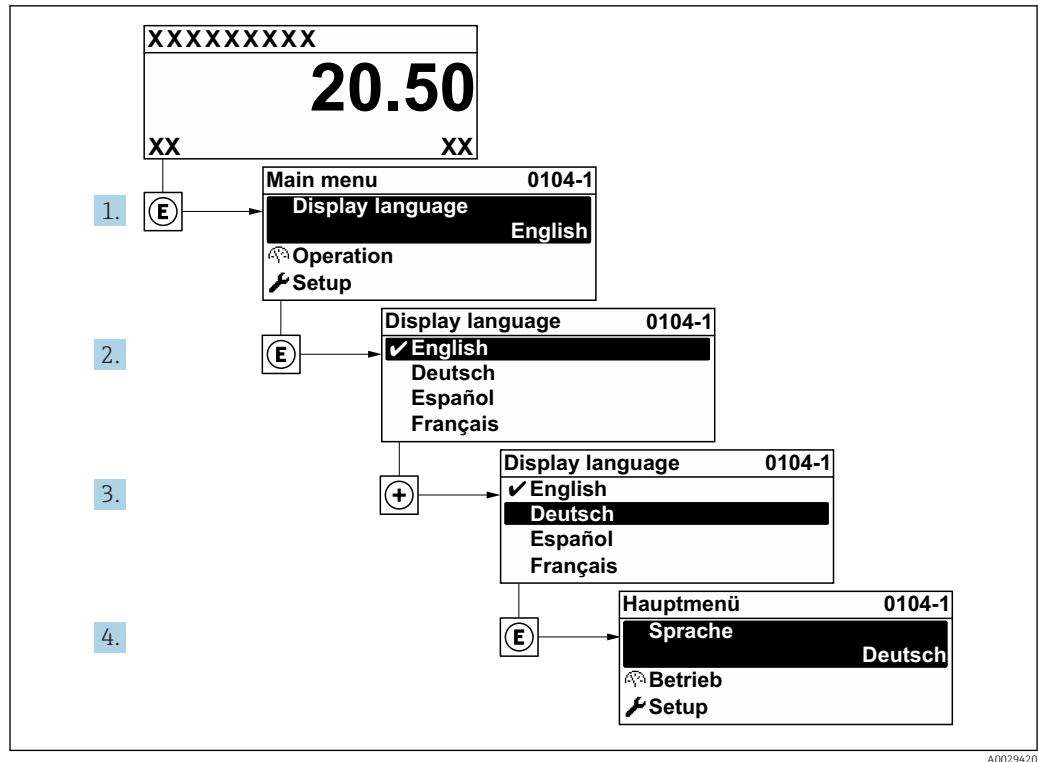 XXXXXXXXX
20.50
XX XX
Main menu 0104-1
1. E Display language
English
Operation
Setup
Display language 0104-1
2. E ✔ English
Deutsch
Español
Français
Display language 0104-1
3. + ✔ English
Deutsch
Español
Français
Hauptmenü 0104-1
4. E Sprache
Deutsch
Betrieb
Setup
A0029420